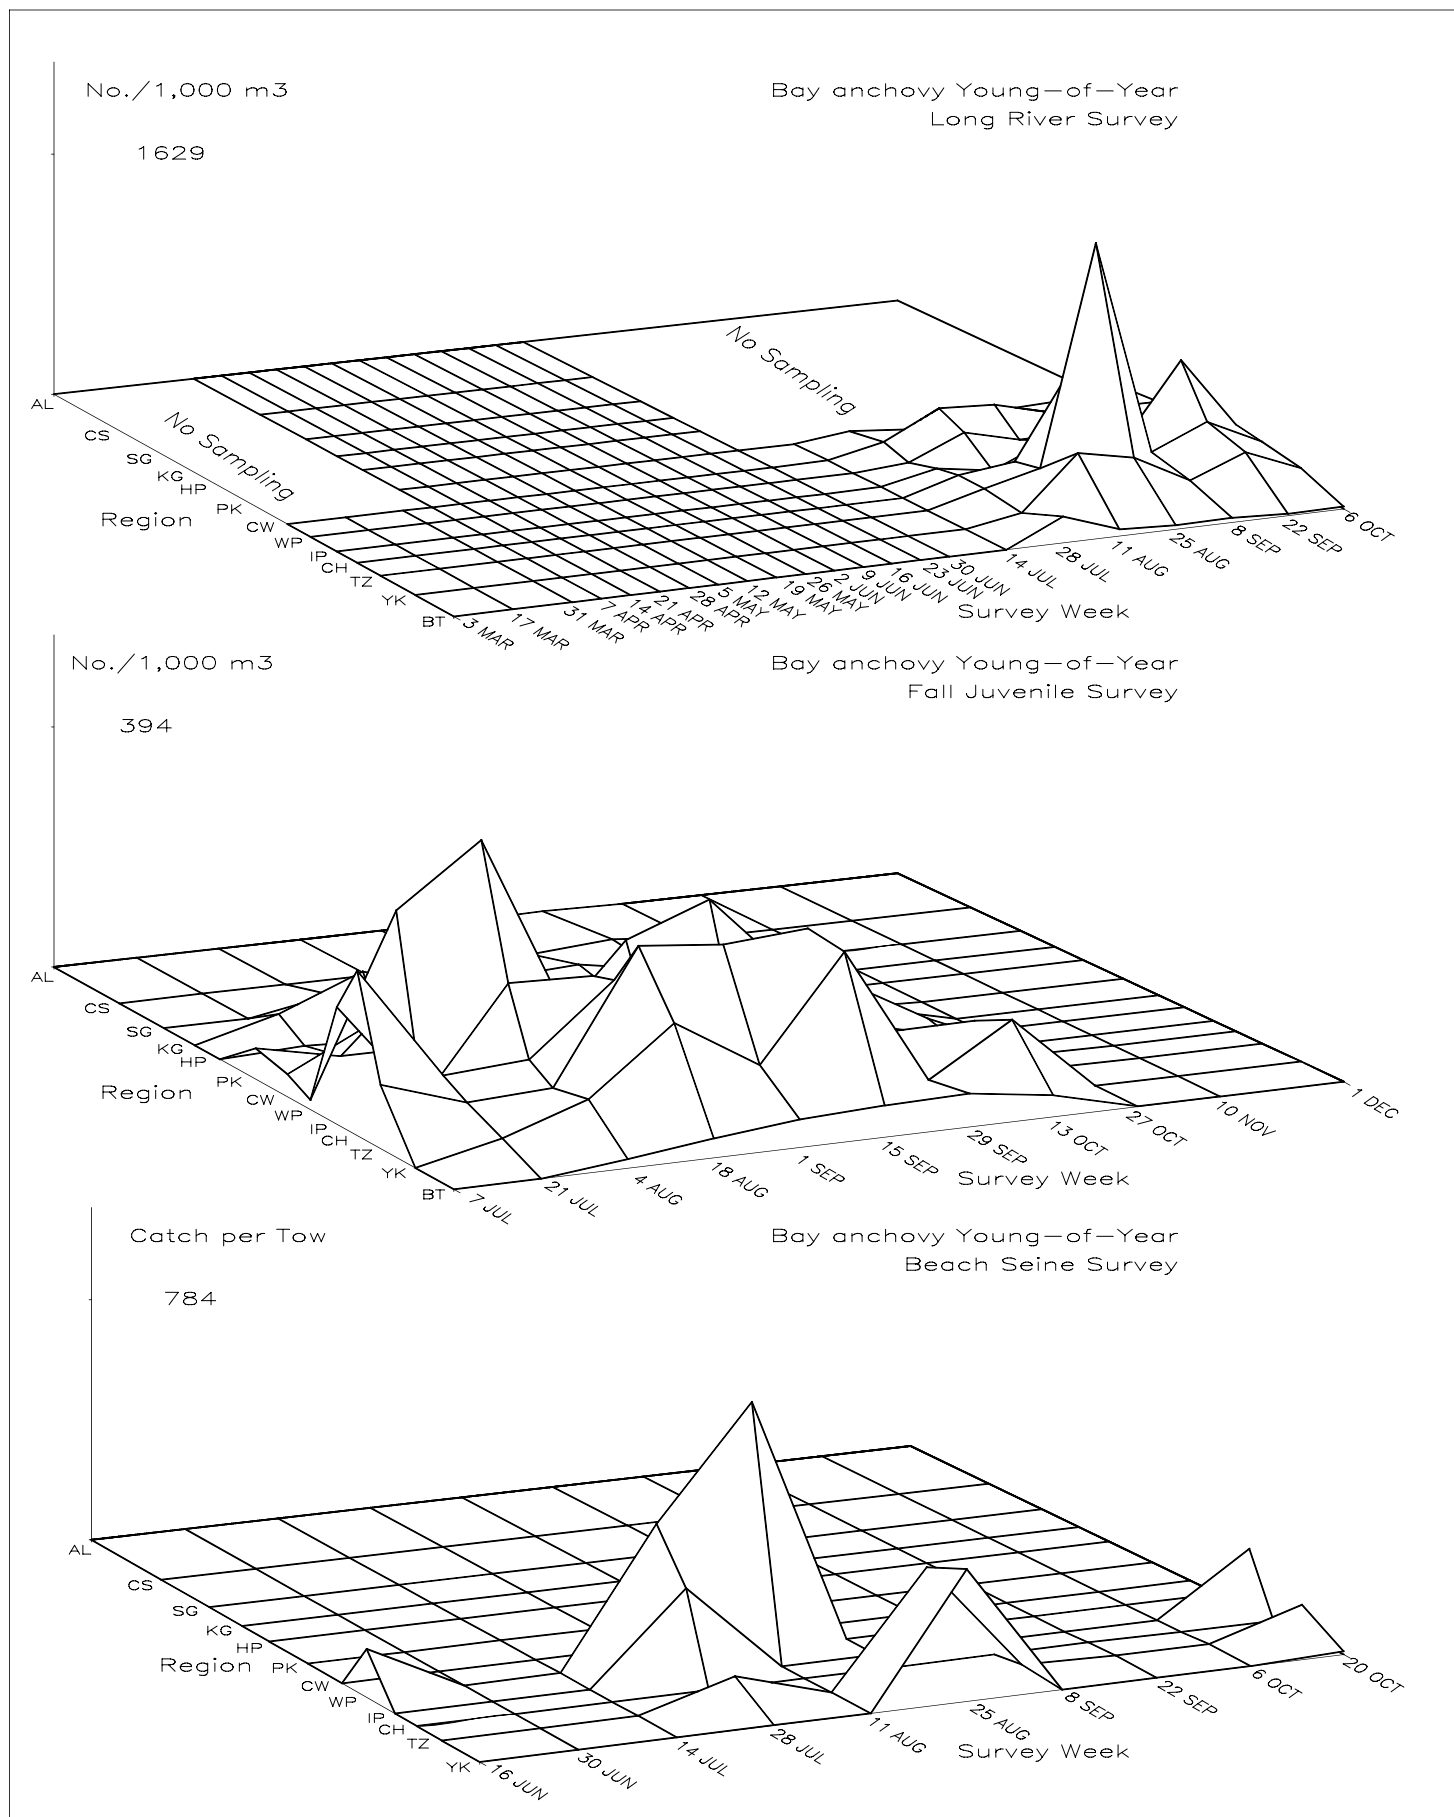 No./1,000 m3
Bay anchovy Young-of-Year
Long River Survey
1629
No Sampling
No Sampling
AL
CS
SG
KG
HP
PK
CW
WP
IP
CH
TZ
YK
BT
Region
3 MAR
17 MAR
31 MAR
7 APR
14 APR
21 APR
28 APR
5 MAY
12 MAY
19 MAY
26 MAY
2 JUN
9 JUN
16 JUN
23 JUN
30 JUN
14 JUL
28 JUL
11 AUG
25 AUG
8 SEP
22 SEP
6 OCT
Survey Week
No./1,000 m3
Bay anchovy Young-of-Year
Fall Juvenile Survey
394
AL
CS
SG
KG
HP
PK
CW
WP
IP
CH
TZ
YK
BT
Region
7 JUL
21 JUL
4 AUG
18 AUG
1 SEP
15 SEP
29 SEP
13 OCT
27 OCT
10 NOV
1 DEC
Survey Week
Catch per Tow
Bay anchovy Young-of-Year
Beach Seine Survey
784
AL
CS
SG
KG
HP
PK
CW
WP
IP
CH
TZ
YK
Region
16 JUN
30 JUN
14 JUL
28 JUL
11 AUG
25 AUG
8 SEP
22 SEP
6 OCT
20 OCT
Survey Week